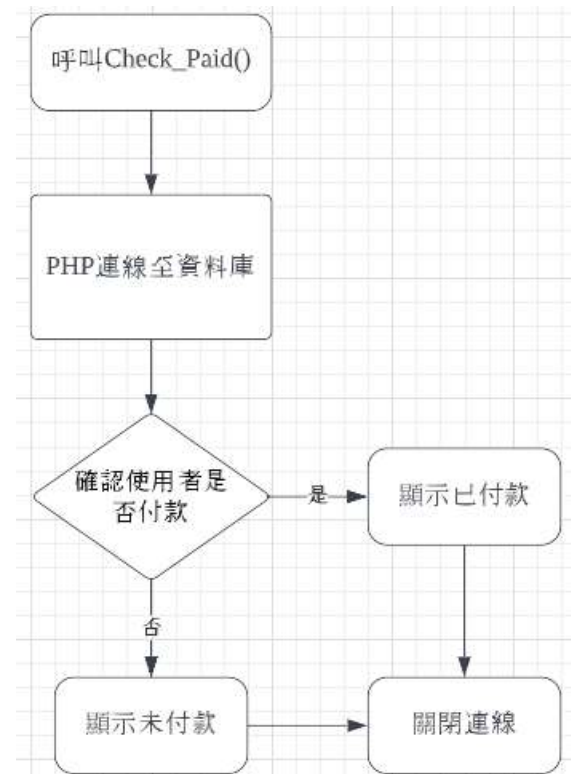 呼叫Check_Paid()
PHP連線至資料庫
確認使用者是
否付款
是
顯示已付款
否
顯示未付款
關閉連線